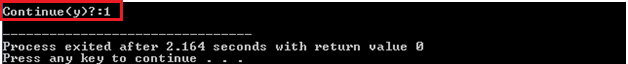 Continue(y)?:1
--------------------------------
Process exited after 2.164 seconds with return value 0
Press any key to continue . . .